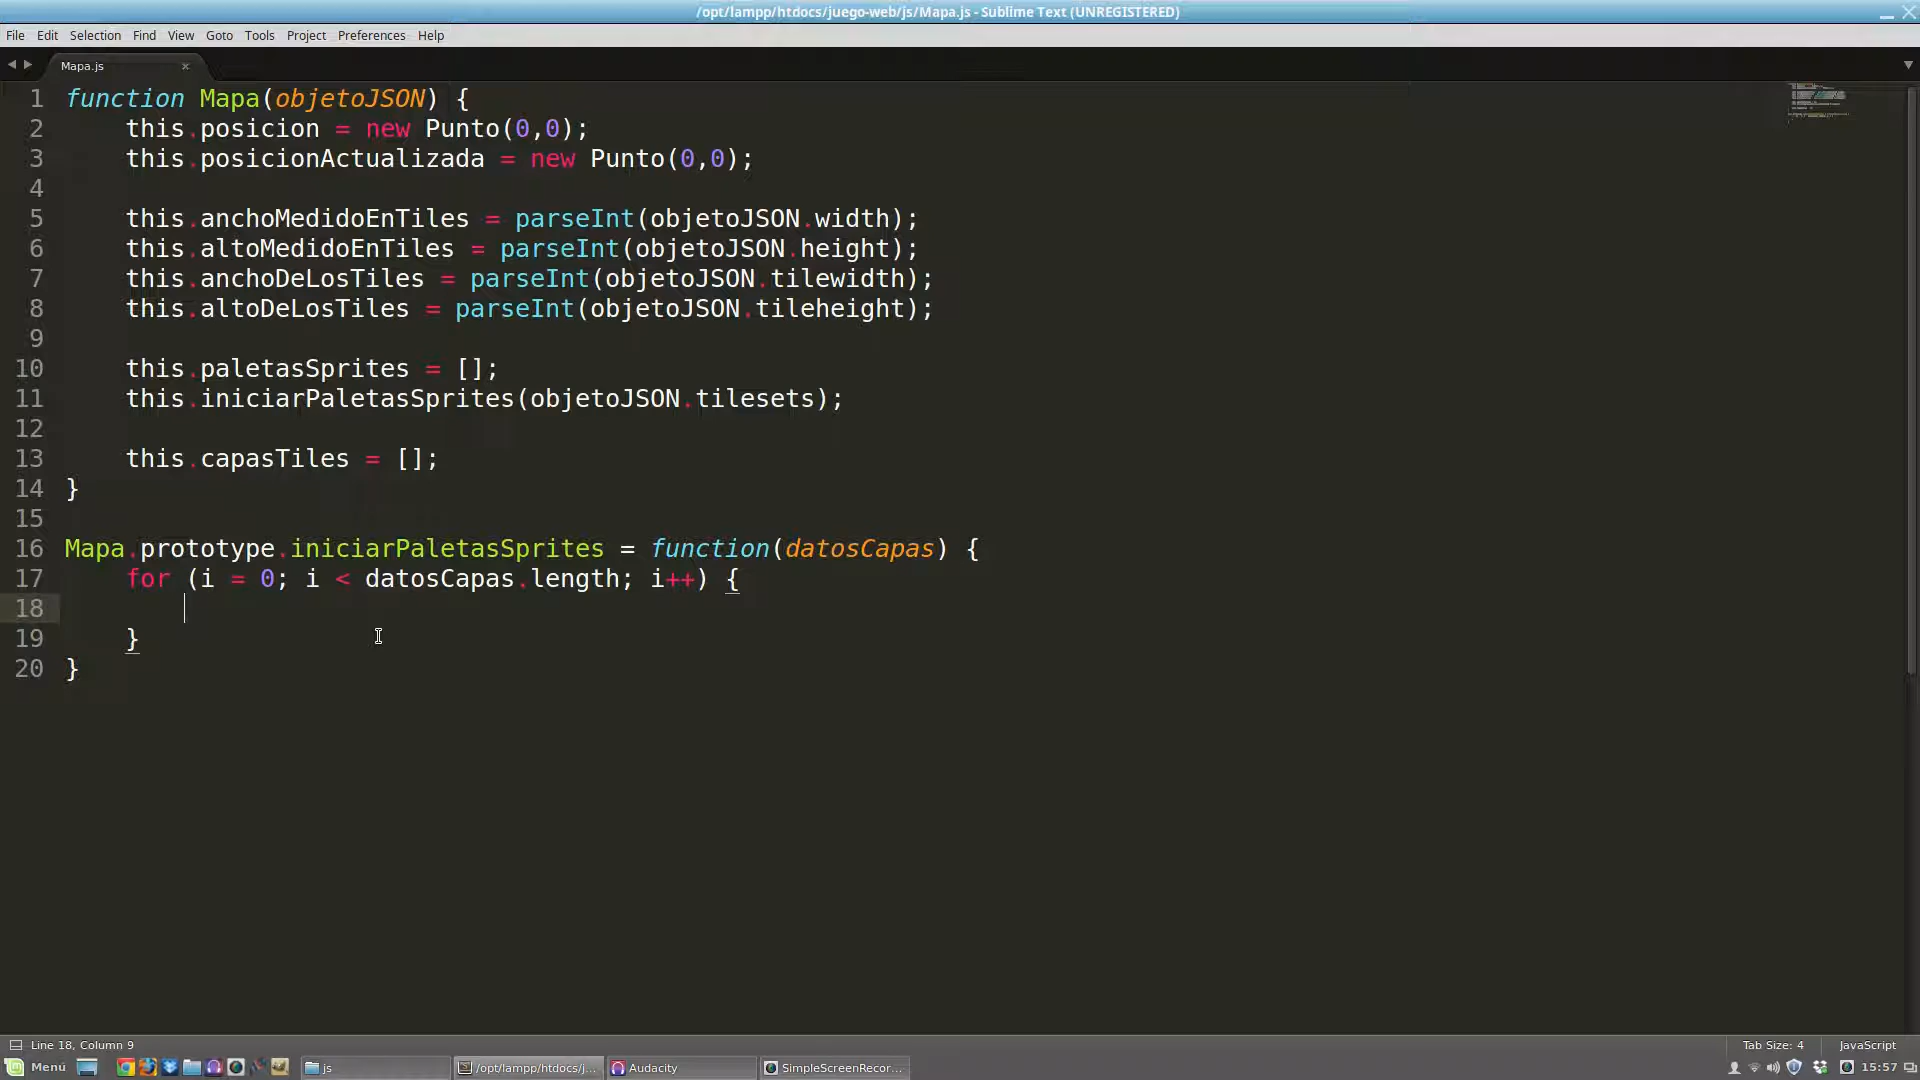 /opt/lampp/htdocs/juego-web/js/Mapa.js - Sublime Text (UNREGISTERED)
File Edit Selection Find View Goto Tools Project Preferences Help
Mapa.js
1 function Mapa(objetoJSON) {
2 this.posicion = new Punto(0,0);
3 this.posicionActualizada = new Punto(0,0);
4
5 this.anchoMedidoEnTiles = parseInt(objetoJSON.width);
6 this.altoMedidoEnTiles = parseInt(objetoJSON.height);
7 this.anchoDeLosTiles = parseInt(objetoJSON.tilewidth);
8 this.altoDeLosTiles = parseInt(objetoJSON.tileheight);
9
10 this.paletasSprites = [];
11 this.iniciarPaletasSprites(objetoJSON.tilesets);
12
13 this.capasTiles = [];
14 }
15
16 Mapa.prototype.iniciarPaletasSprites = function(datosCapas) {
17 for (i = 0; i < datosCapas.length; i++) {
18
19 }
20 }
Line 18, Column 9 Tab Size: 4 JavaScript
Menú js /opt/lampp/htdocs/j... Audacity SimpleScreenRecor... 15:57